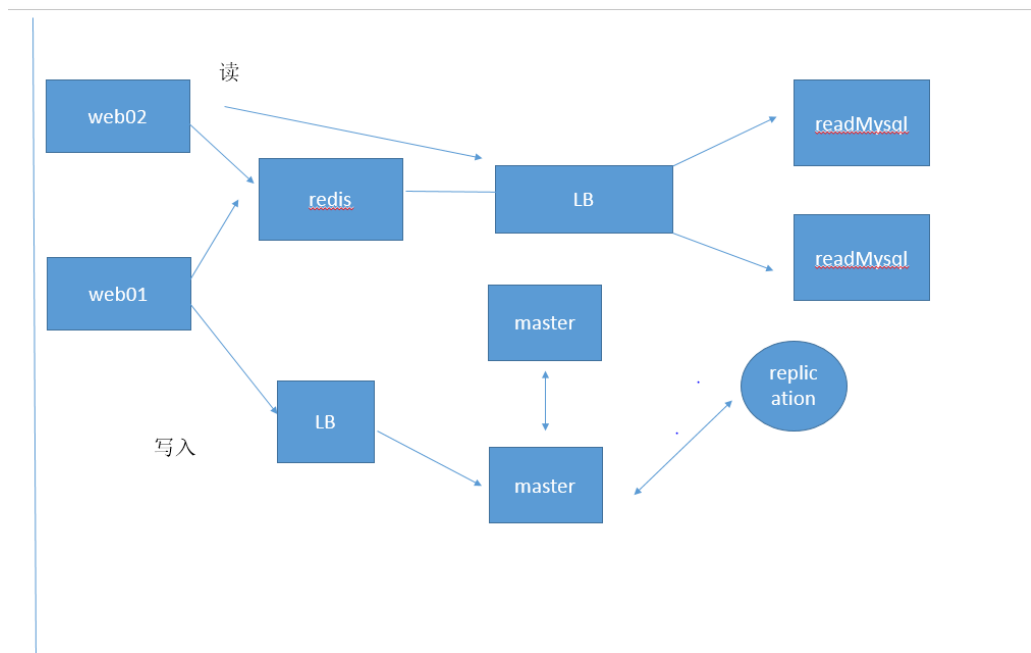 读
web02
readMysql
redis
LB
readMysql
web01
master
replic
ation
LB
写入
master